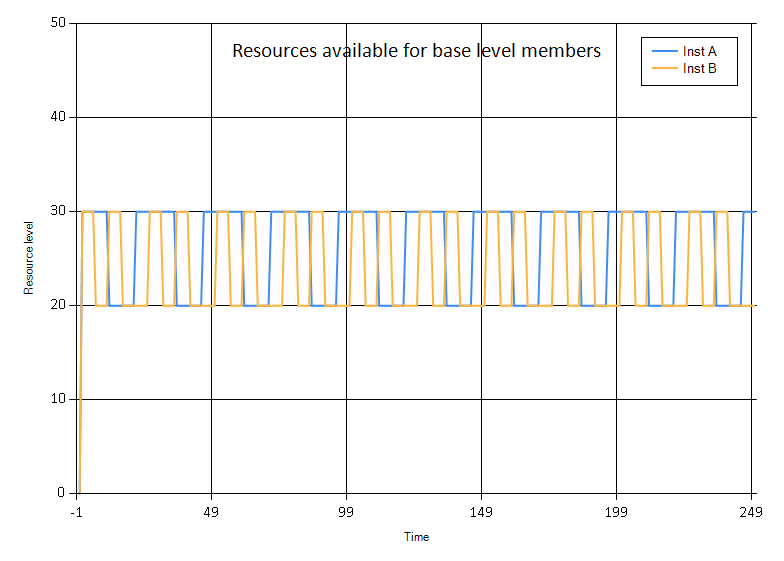 50
Resources available for base level members
Inst A
Inst B
40
30
Resource level
20
10
0
-1 49 99 149 199 249
Time